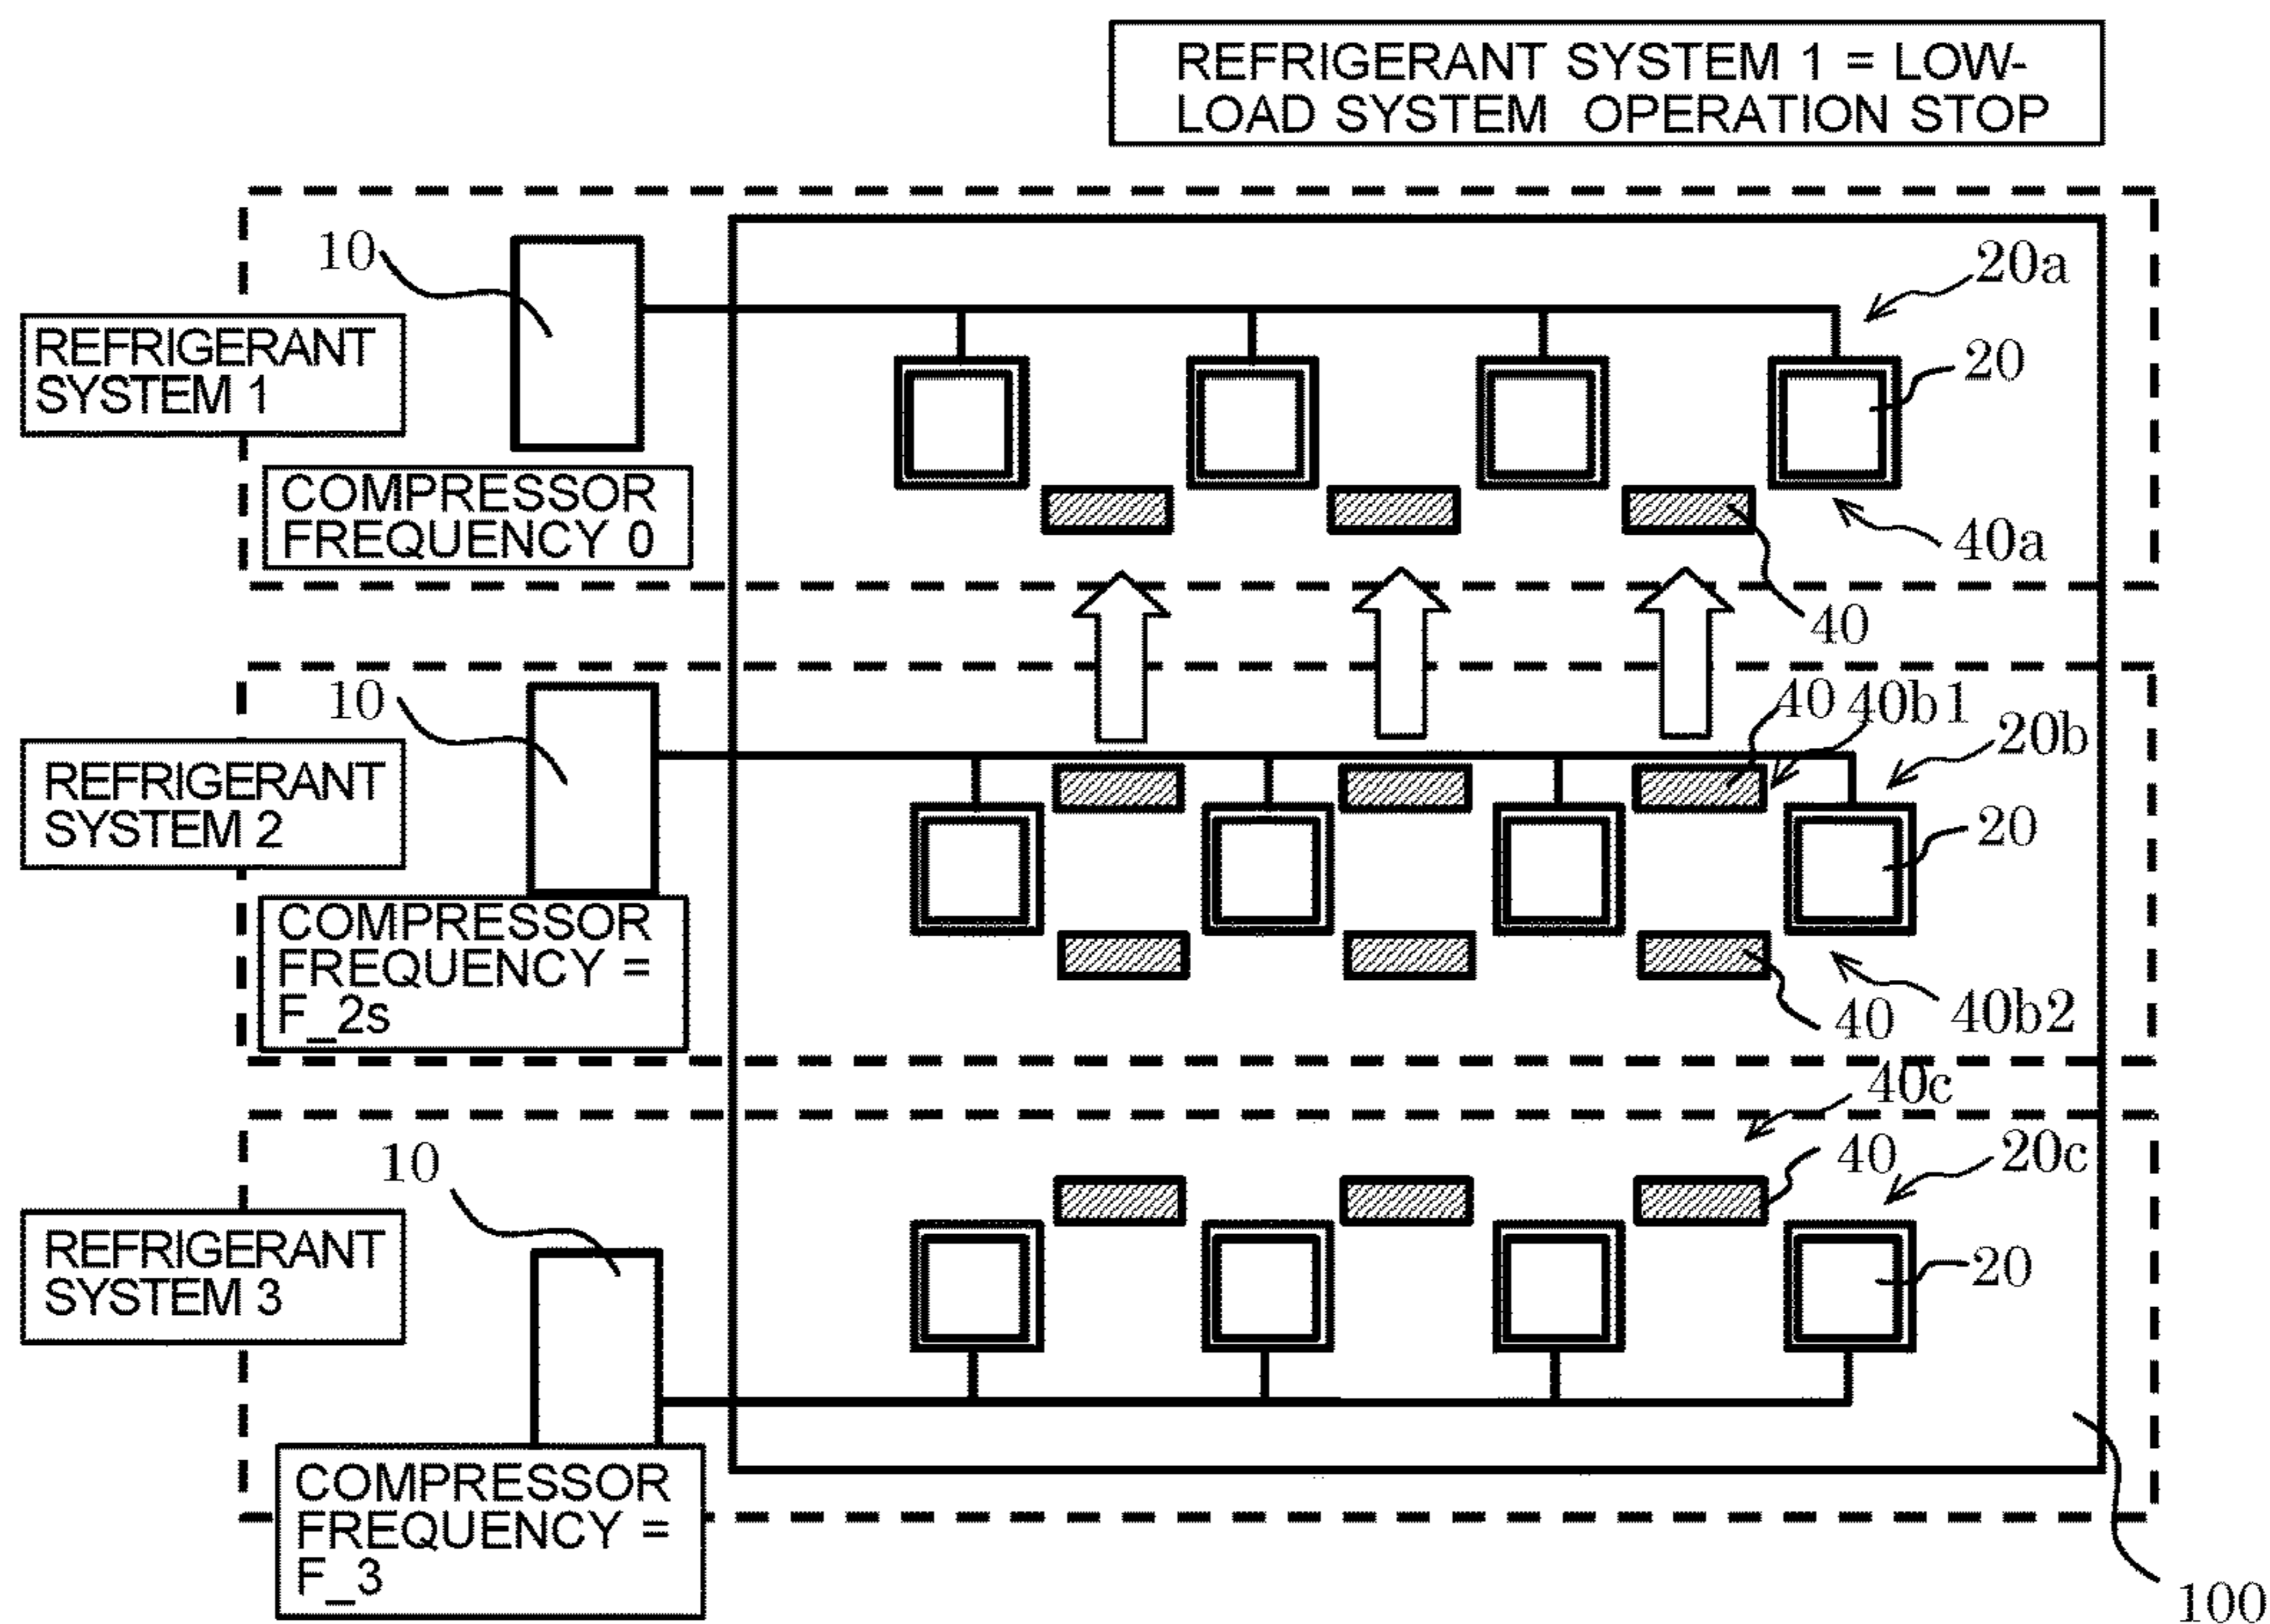 REFRIGERANT SYSTEM 1 = LOW-
LOAD SYSTEM OPERATION STOP
10
20a
REFRIGERANT
SYSTEM 1
20
COMPRESSOR
FREQUENCY 0
40a
40
10
40
40b1
20b
REFRIGERANT
SYSTEM 2
20
COMPRESSOR
FREQUENCY =
F_2s
40
40b2
40c
10
40
20c
REFRIGERANT
SYSTEM 3
20
COMPRESSOR
FREQUENCY =
F_3
100